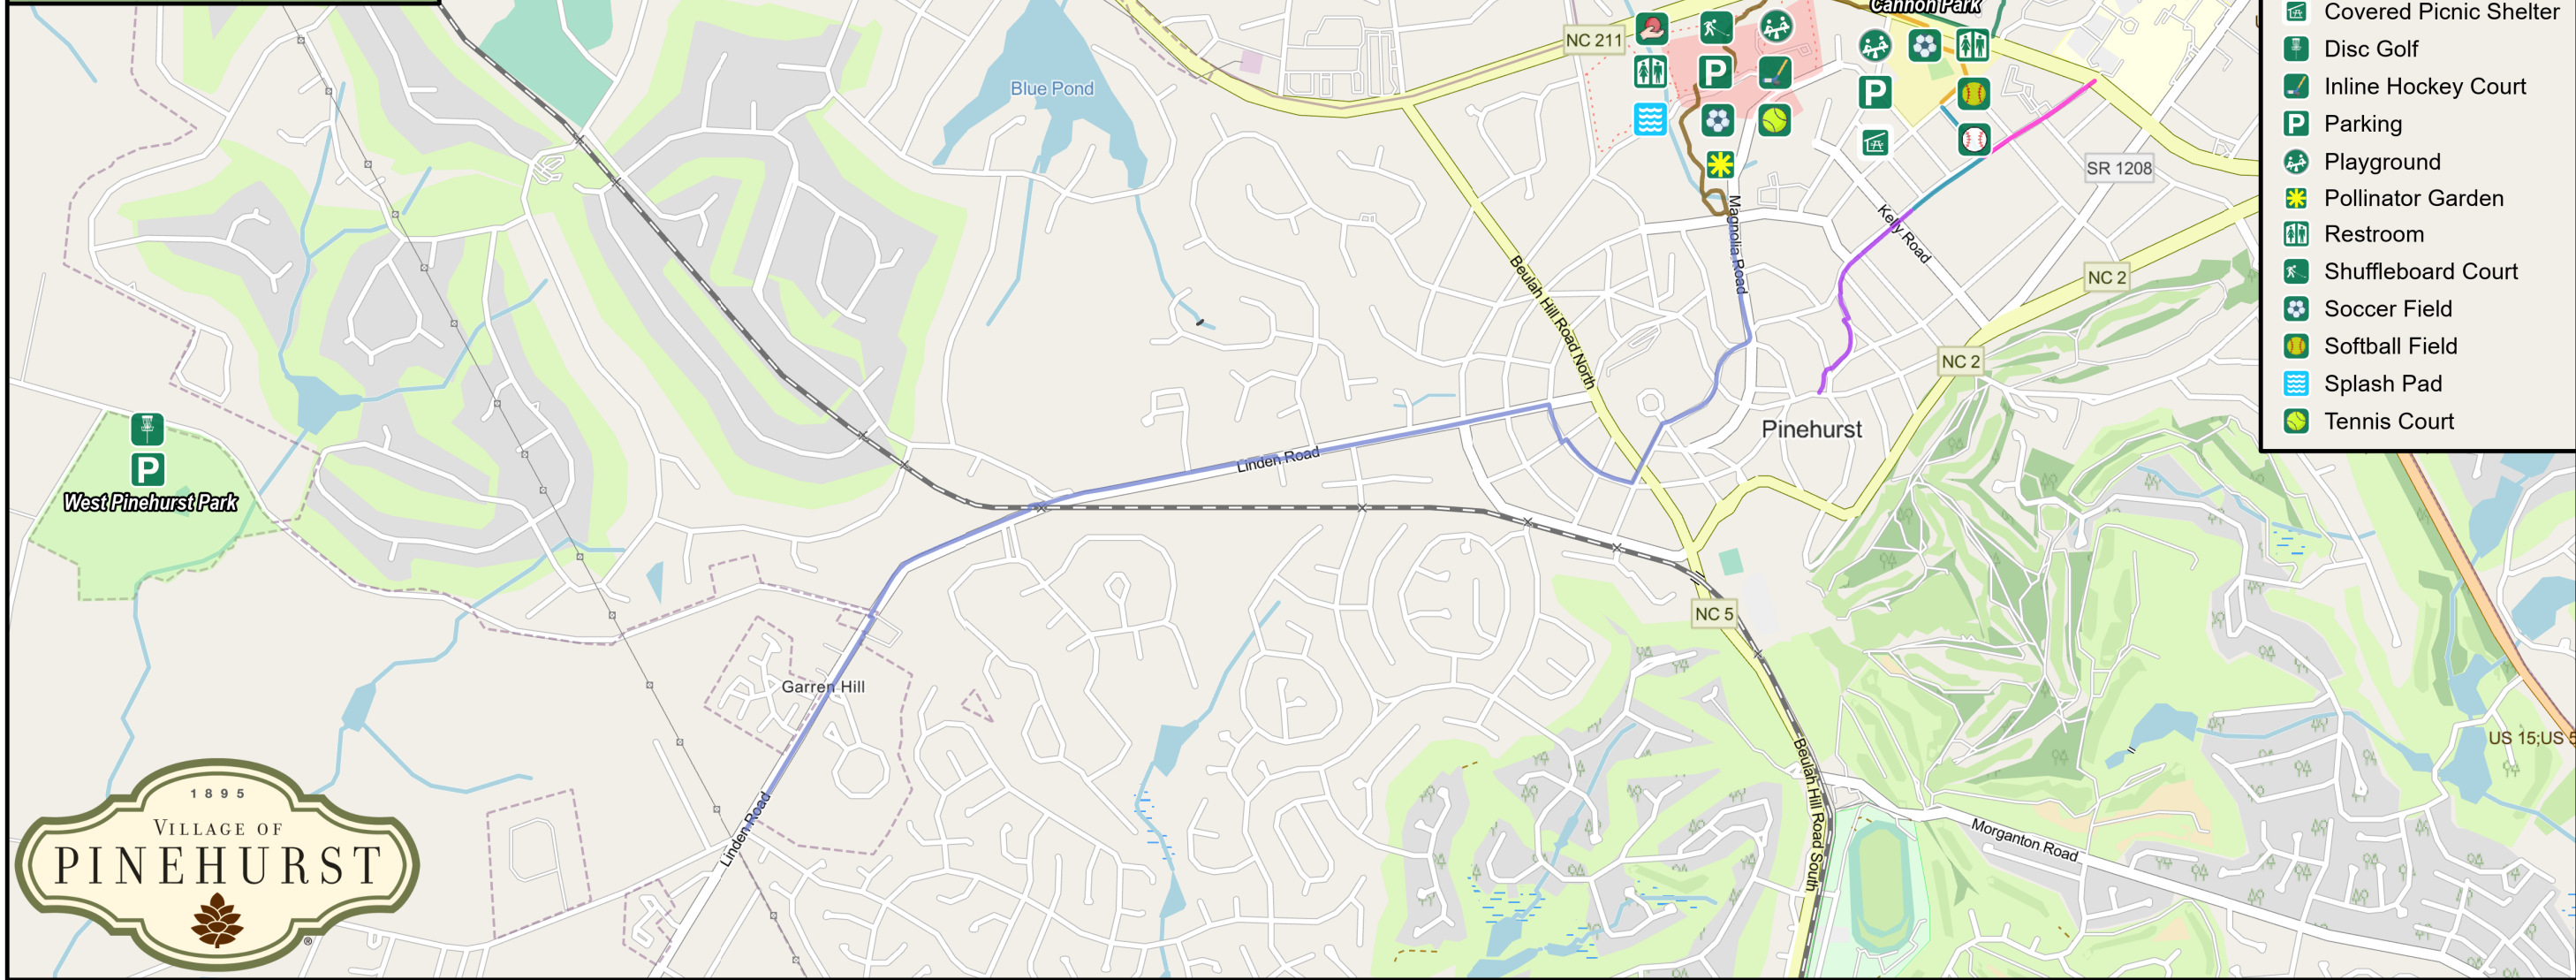 Cannon Park
NC 211
Blue Pond
P
P
SR 1208
Kelly Road
Magnolia Road
NC 2
Beulah Hill Road North
NC 2
Pinehurst
P
West Pinehurst Park
Linden Road
NC 5
Garren Hill
Linden Road
Beulah Hill Road South
Morganton Road
US 15;US 5
1895
VILLAGE OF
PINEHURST
®
Covered Picnic Shelter
Disc Golf
Inline Hockey Court
P Parking
Playground
Pollinator Garden
Restroom
Shuffleboard Court
Soccer Field
Softball Field
Splash Pad
Tennis Court